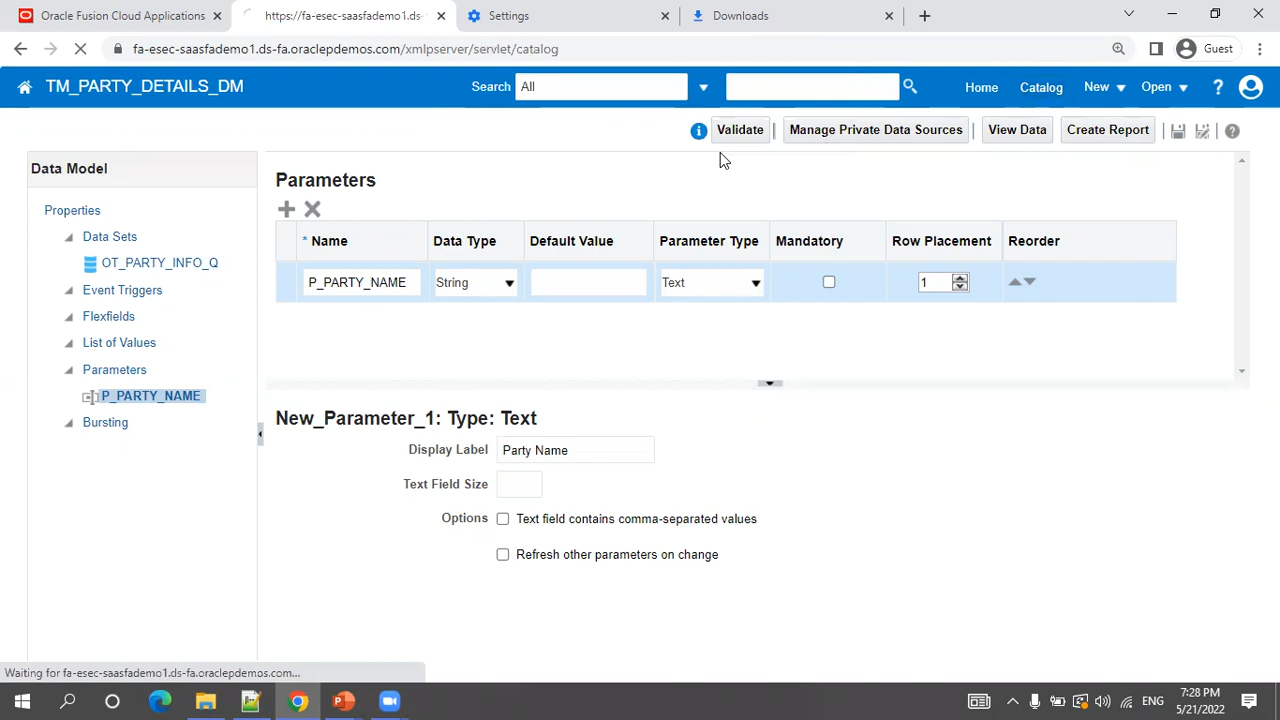 Oracle Fusion Cloud Applications
https://fa-esec-saasfademo1.ds-
Settings
Downloads
fa-esec-saasfademo1.ds-fa.oraclepdemos.com/xmlpserver/servlet/catalog
Guest
TM_PARTY_DETAILS_DM
Search All
Home Catalog New Open ?
Validate | Manage Private Data Sources | View Data Create Report
Data Model
Properties
Data Sets
OT_PARTY_INFO_Q
Event Triggers
Flexfields
List of Values
Parameters
P_PARTY_NAME
Bursting
Parameters
* Name Data Type Default Value Parameter Type Mandatory Row Placement Reorder
P_PARTY_NAME String Text 1
New_Parameter_1: Type: Text
Display Label Party Name
Text Field Size
Options Text field contains comma-separated values
Refresh other parameters on change
Waiting for fa-esec-saasfademo1.ds-fa.oraclepdemos.com...
ENG
7:28 PM
5/21/2022